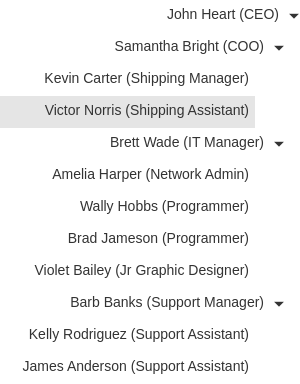 John Heart (CEO)
Samantha Bright (COO)
Kevin Carter (Shipping Manager)
Victor Norris (Shipping Assistant)
Brett Wade (IT Manager)
Amelia Harper (Network Admin)
Wally Hobbs (Programmer)
Brad Jameson (Programmer)
Violet Bailey (Jr Graphic Designer)
Barb Banks (Support Manager)
Kelly Rodriguez (Support Assistant)
James Anderson (Support Assistant)